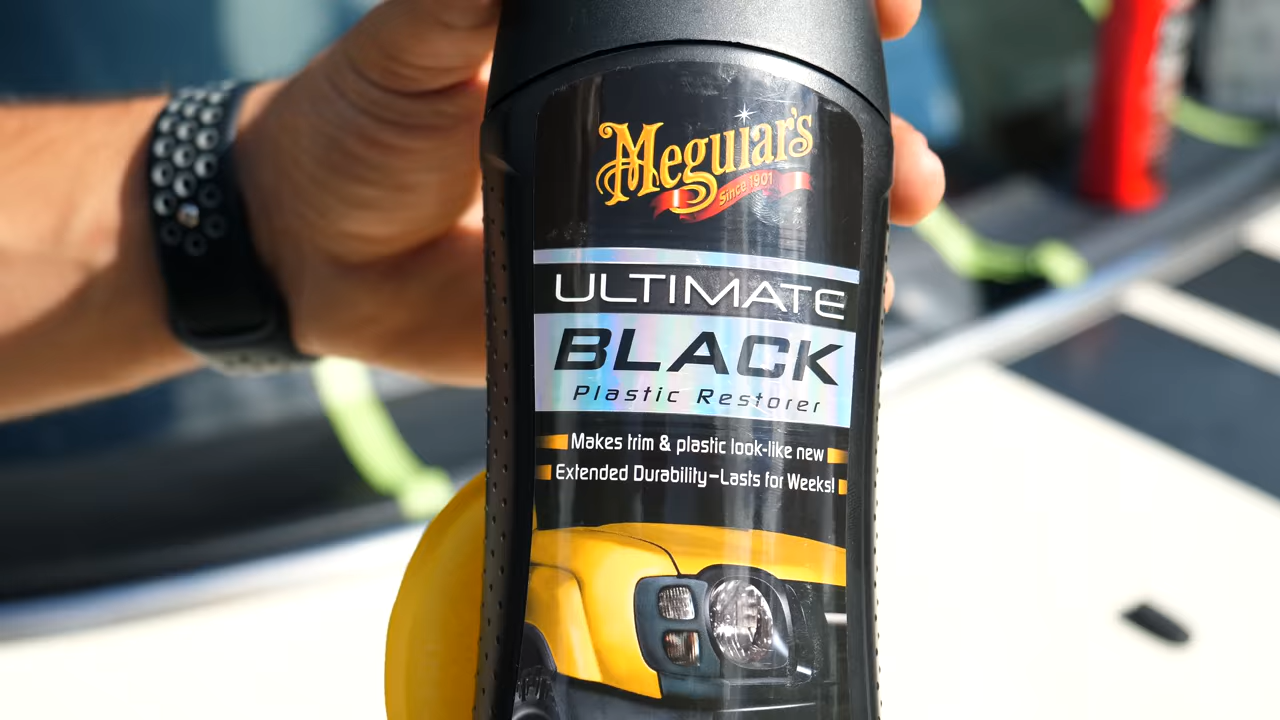 Meguiar's
Since 1901
ULTIMATE
BLACK
Plastic Restorer
Makes trim & plastic look-like new
Extended Durability–Lasts for Weeks!